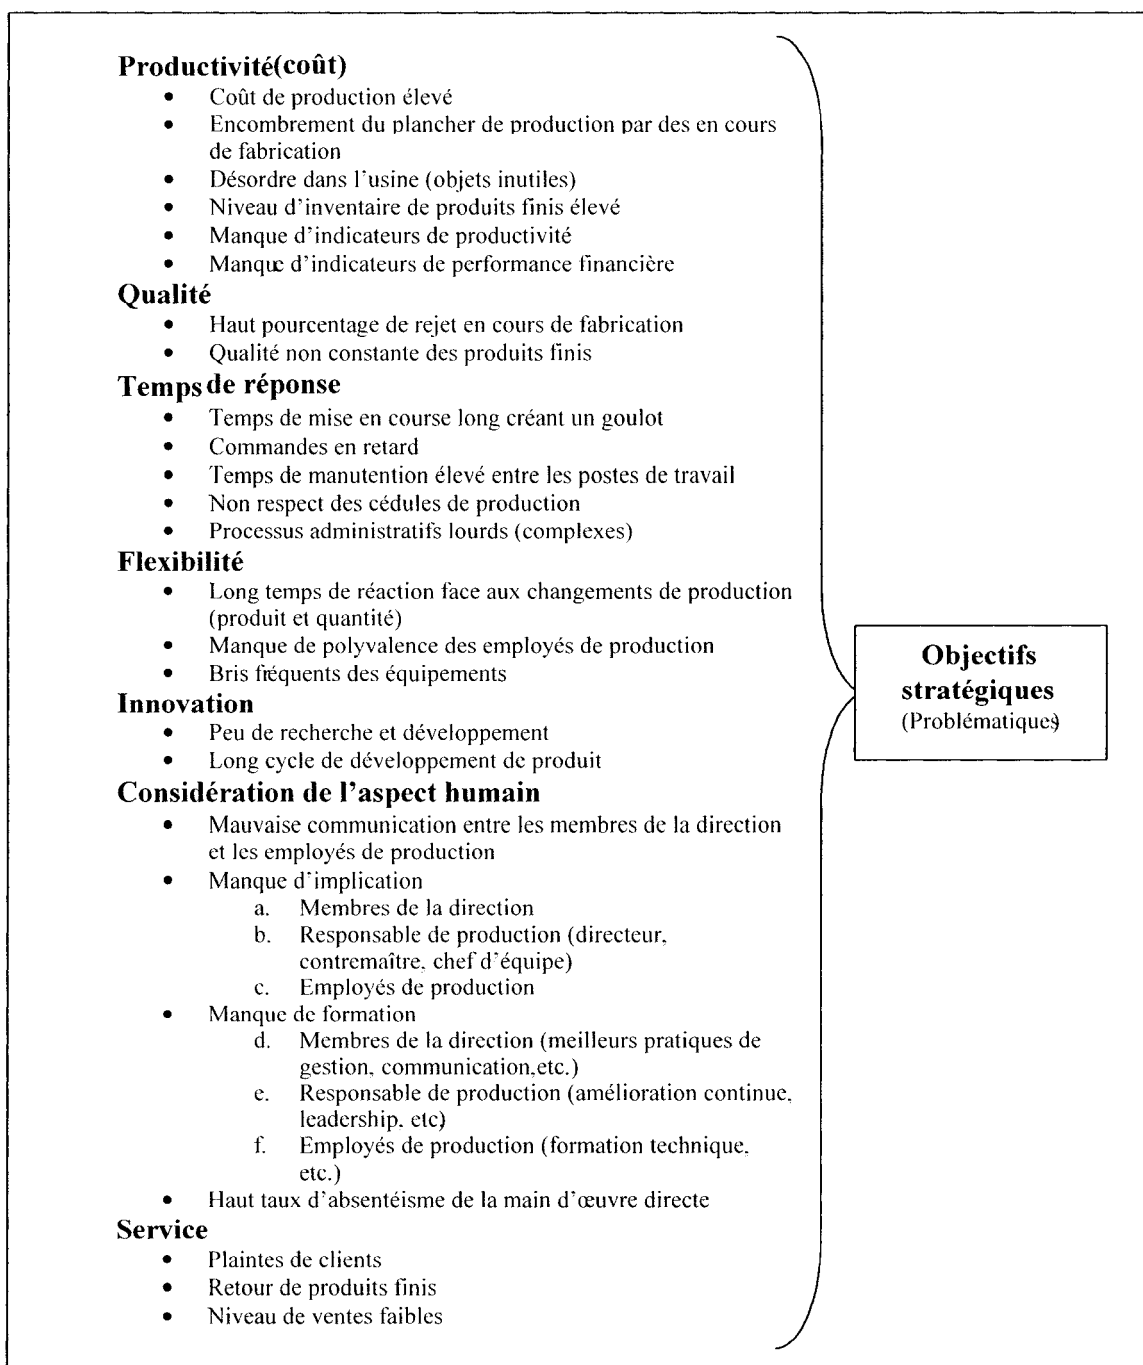 Productivité(coût)
• Coût de production élevé
• Encombrement du plancher de production par des en cours
de fabrication
• Désordre dans l'usine (objets inutiles)
• Niveau d'inventaire de produits finis élevé
• Manque d'indicateurs de productivité
• Manque d'indicateurs de performance financière
Qualité
• Haut pourcentage de rejet en cours de fabrication
• Qualité non constante des produits finis
Temps de réponse
• Temps de mise en course long créant un goulot
• Commandes en retard
• Temps de manutention élevé entre les postes de travail
• Non respect des cédules de production
• Processus administratifs lourds (complexes)
Flexibilité
• Long temps de réaction face aux changements de production
(produit et quantité)
• Manque de polyvalence des employés de production
• Bris fréquents des équipements
Innovation
• Peu de recherche et développement
• Long cycle de développement de produit
Considération de l'aspect humain
• Mauvaise communication entre les membres de la direction
et les employés de production
• Manque d'implication
a. Membres de la direction
b. Responsable de production (directeur,
contremaître, chef d'équipe)
c. Employés de production
• Manque de formation
d. Membres de la direction (meilleurs pratiques de
gestion, communication,etc.)
e. Responsable de production (amélioration continue,
leadership, etc)
f. Employés de production (formation technique,
etc.)
• Haut taux d'absentéisme de la main d'œuvre directe
Service
• Plaintes de clients
• Retour de produits finis
• Niveau de ventes faibles
Objectifs
stratégiques
(Problématiques)